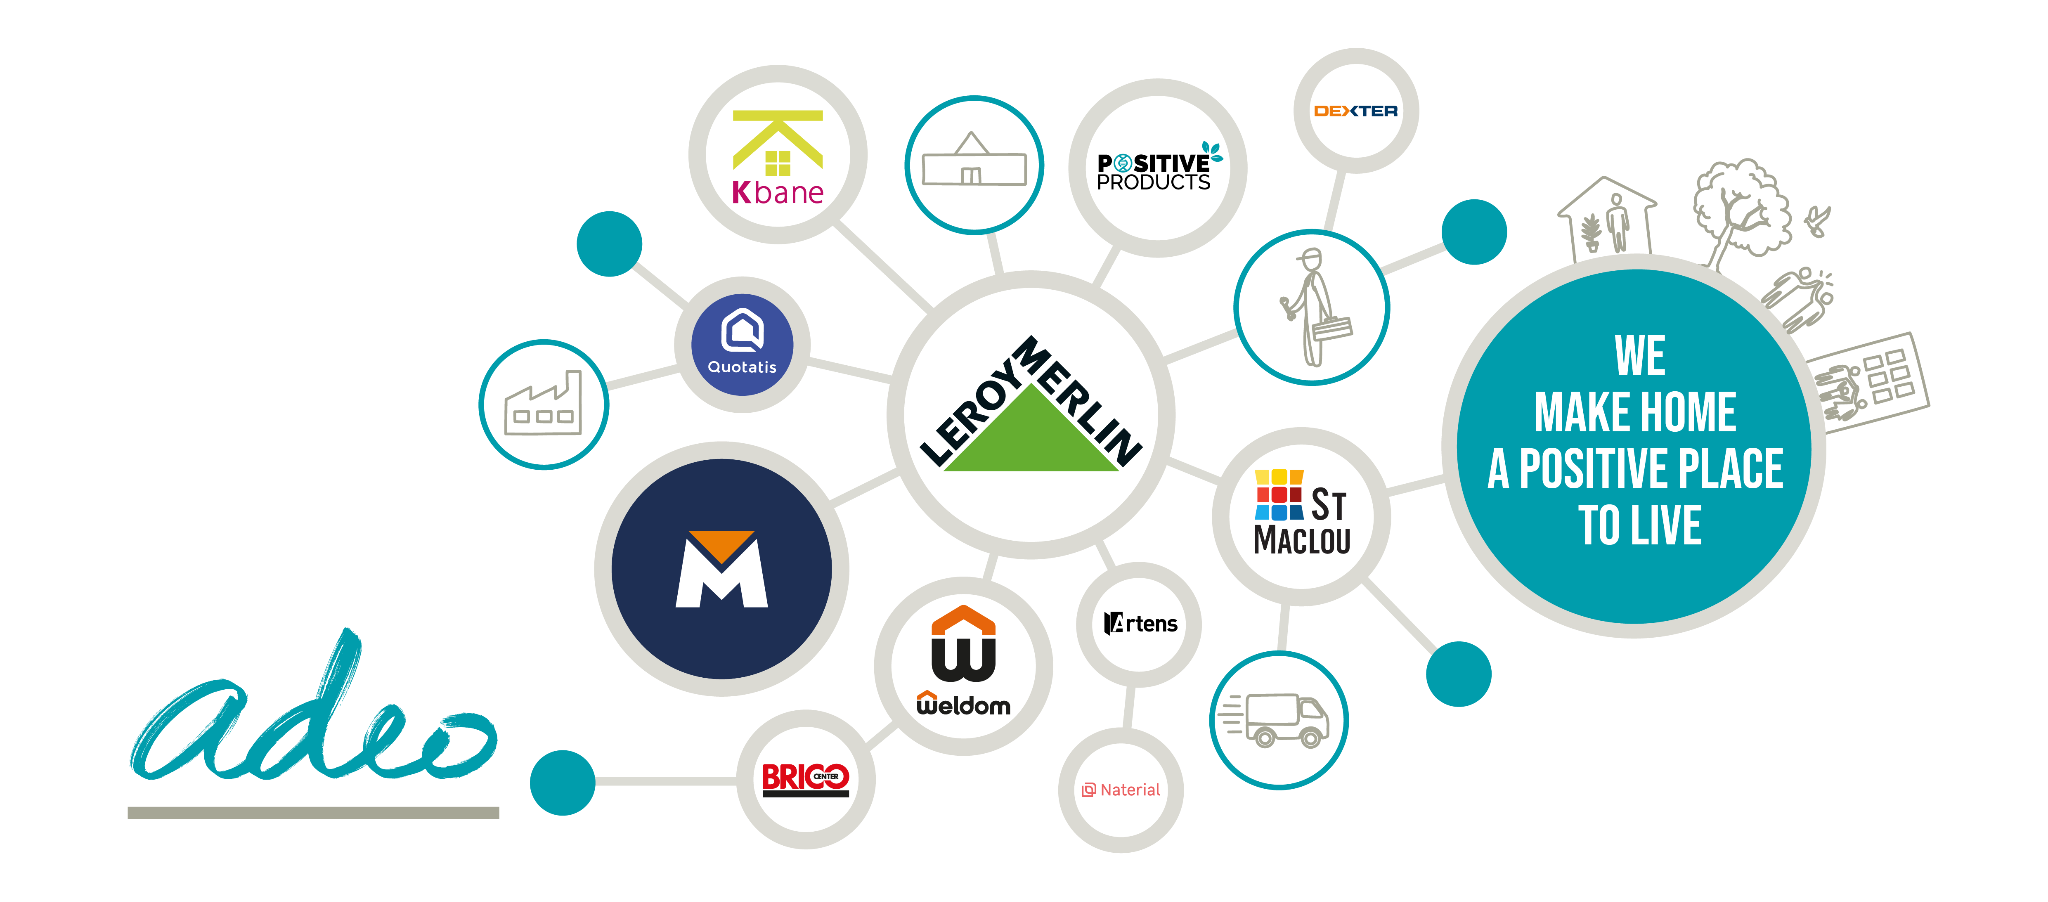 Kbane
POSITIVE
PRODUCTS
DEXTER
Quotatis
LEROY MERLIN
WE
MAKE HOME
A POSITIVE PLACE
TO LIVE
ST
MACLOU
M
Artens
W
weldom
adeo
BRICO
CENTER
Naterial